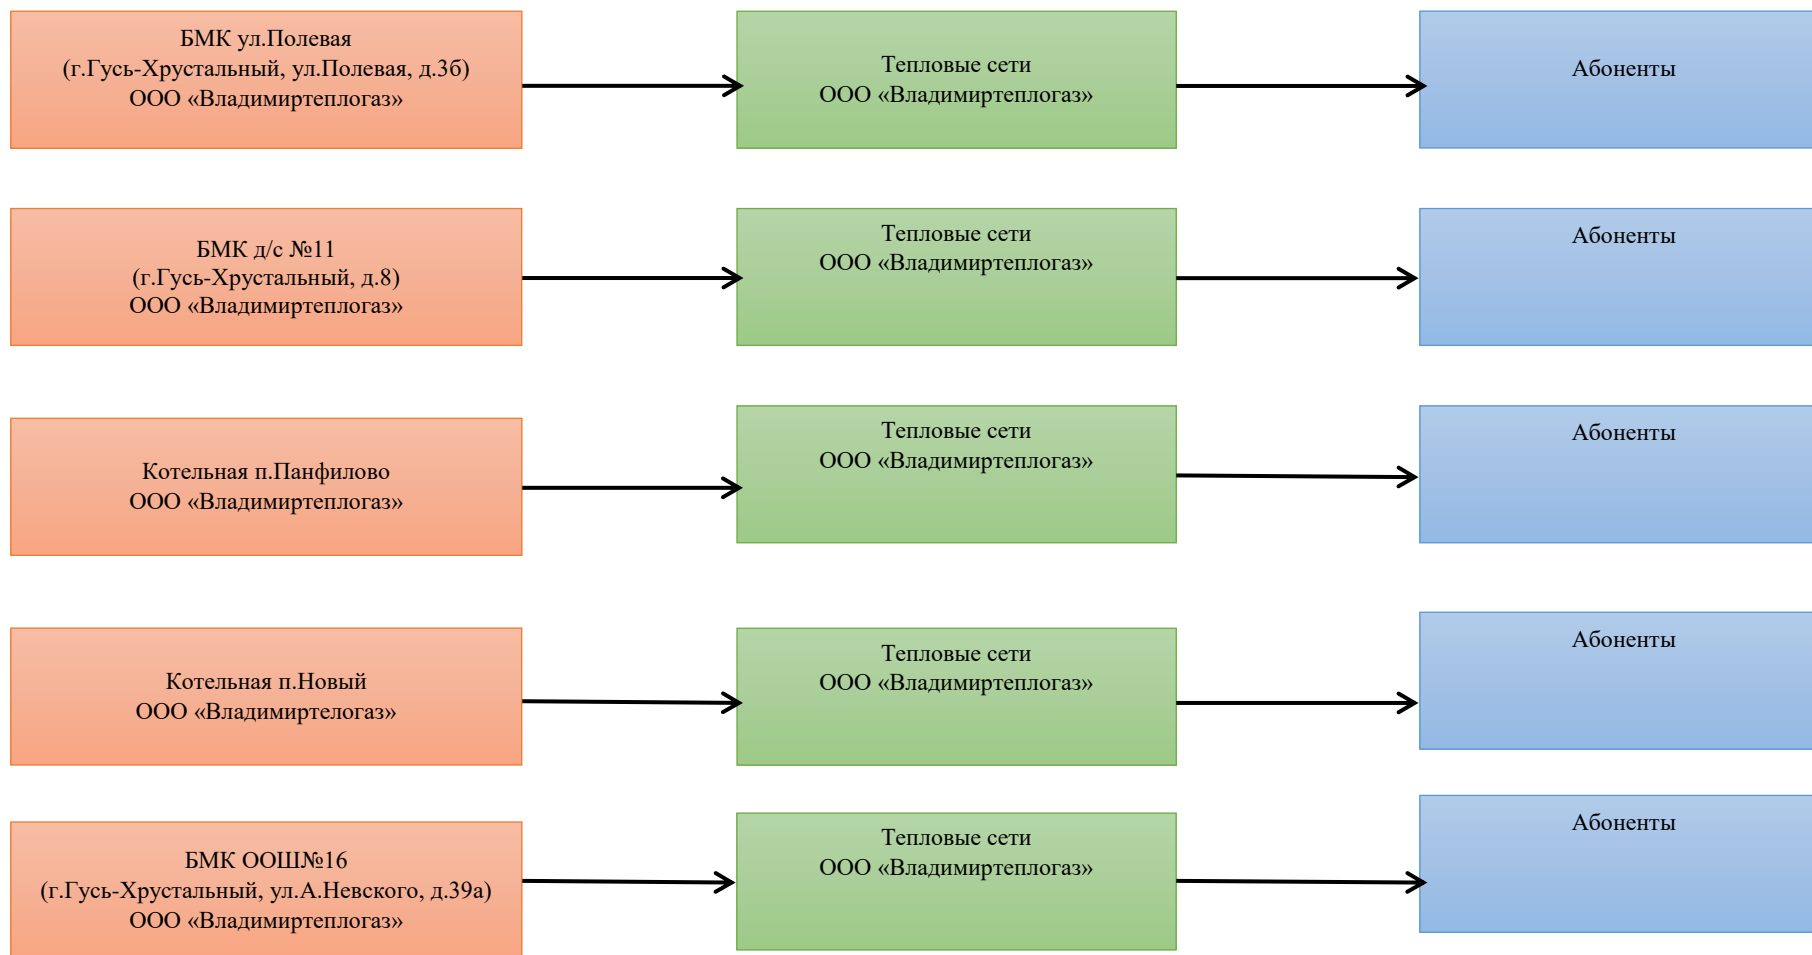 БМК ул.Полевая
(г.Гусь-Хрустальный, ул.Полевая, д.3б)
ООО «Владимиртеплогаз»
Тепловые сети
ООО «Владимиртеплогаз»
Абоненты
БМК д/с №11
(г.Гусь-Хрустальный, д.8)
ООО «Владимиртеплогаз»
Тепловые сети
ООО «Владимиртеплогаз»
Абоненты
Котельная п.Панфилово
ООО «Владимиртеплогаз»
Тепловые сети
ООО «Владимиртеплогаз»
Абоненты
Котельная п.Новый
ООО «Владимиртелогаз»
Тепловые сети
ООО «Владимиртеплогаз»
Абоненты
БМК ООШ№16
(г.Гусь-Хрустальный, ул.А.Невского, д.39а)
ООО «Владимиртеплогаз»
Тепловые сети
ООО «Владимиртеплогаз»
Абоненты